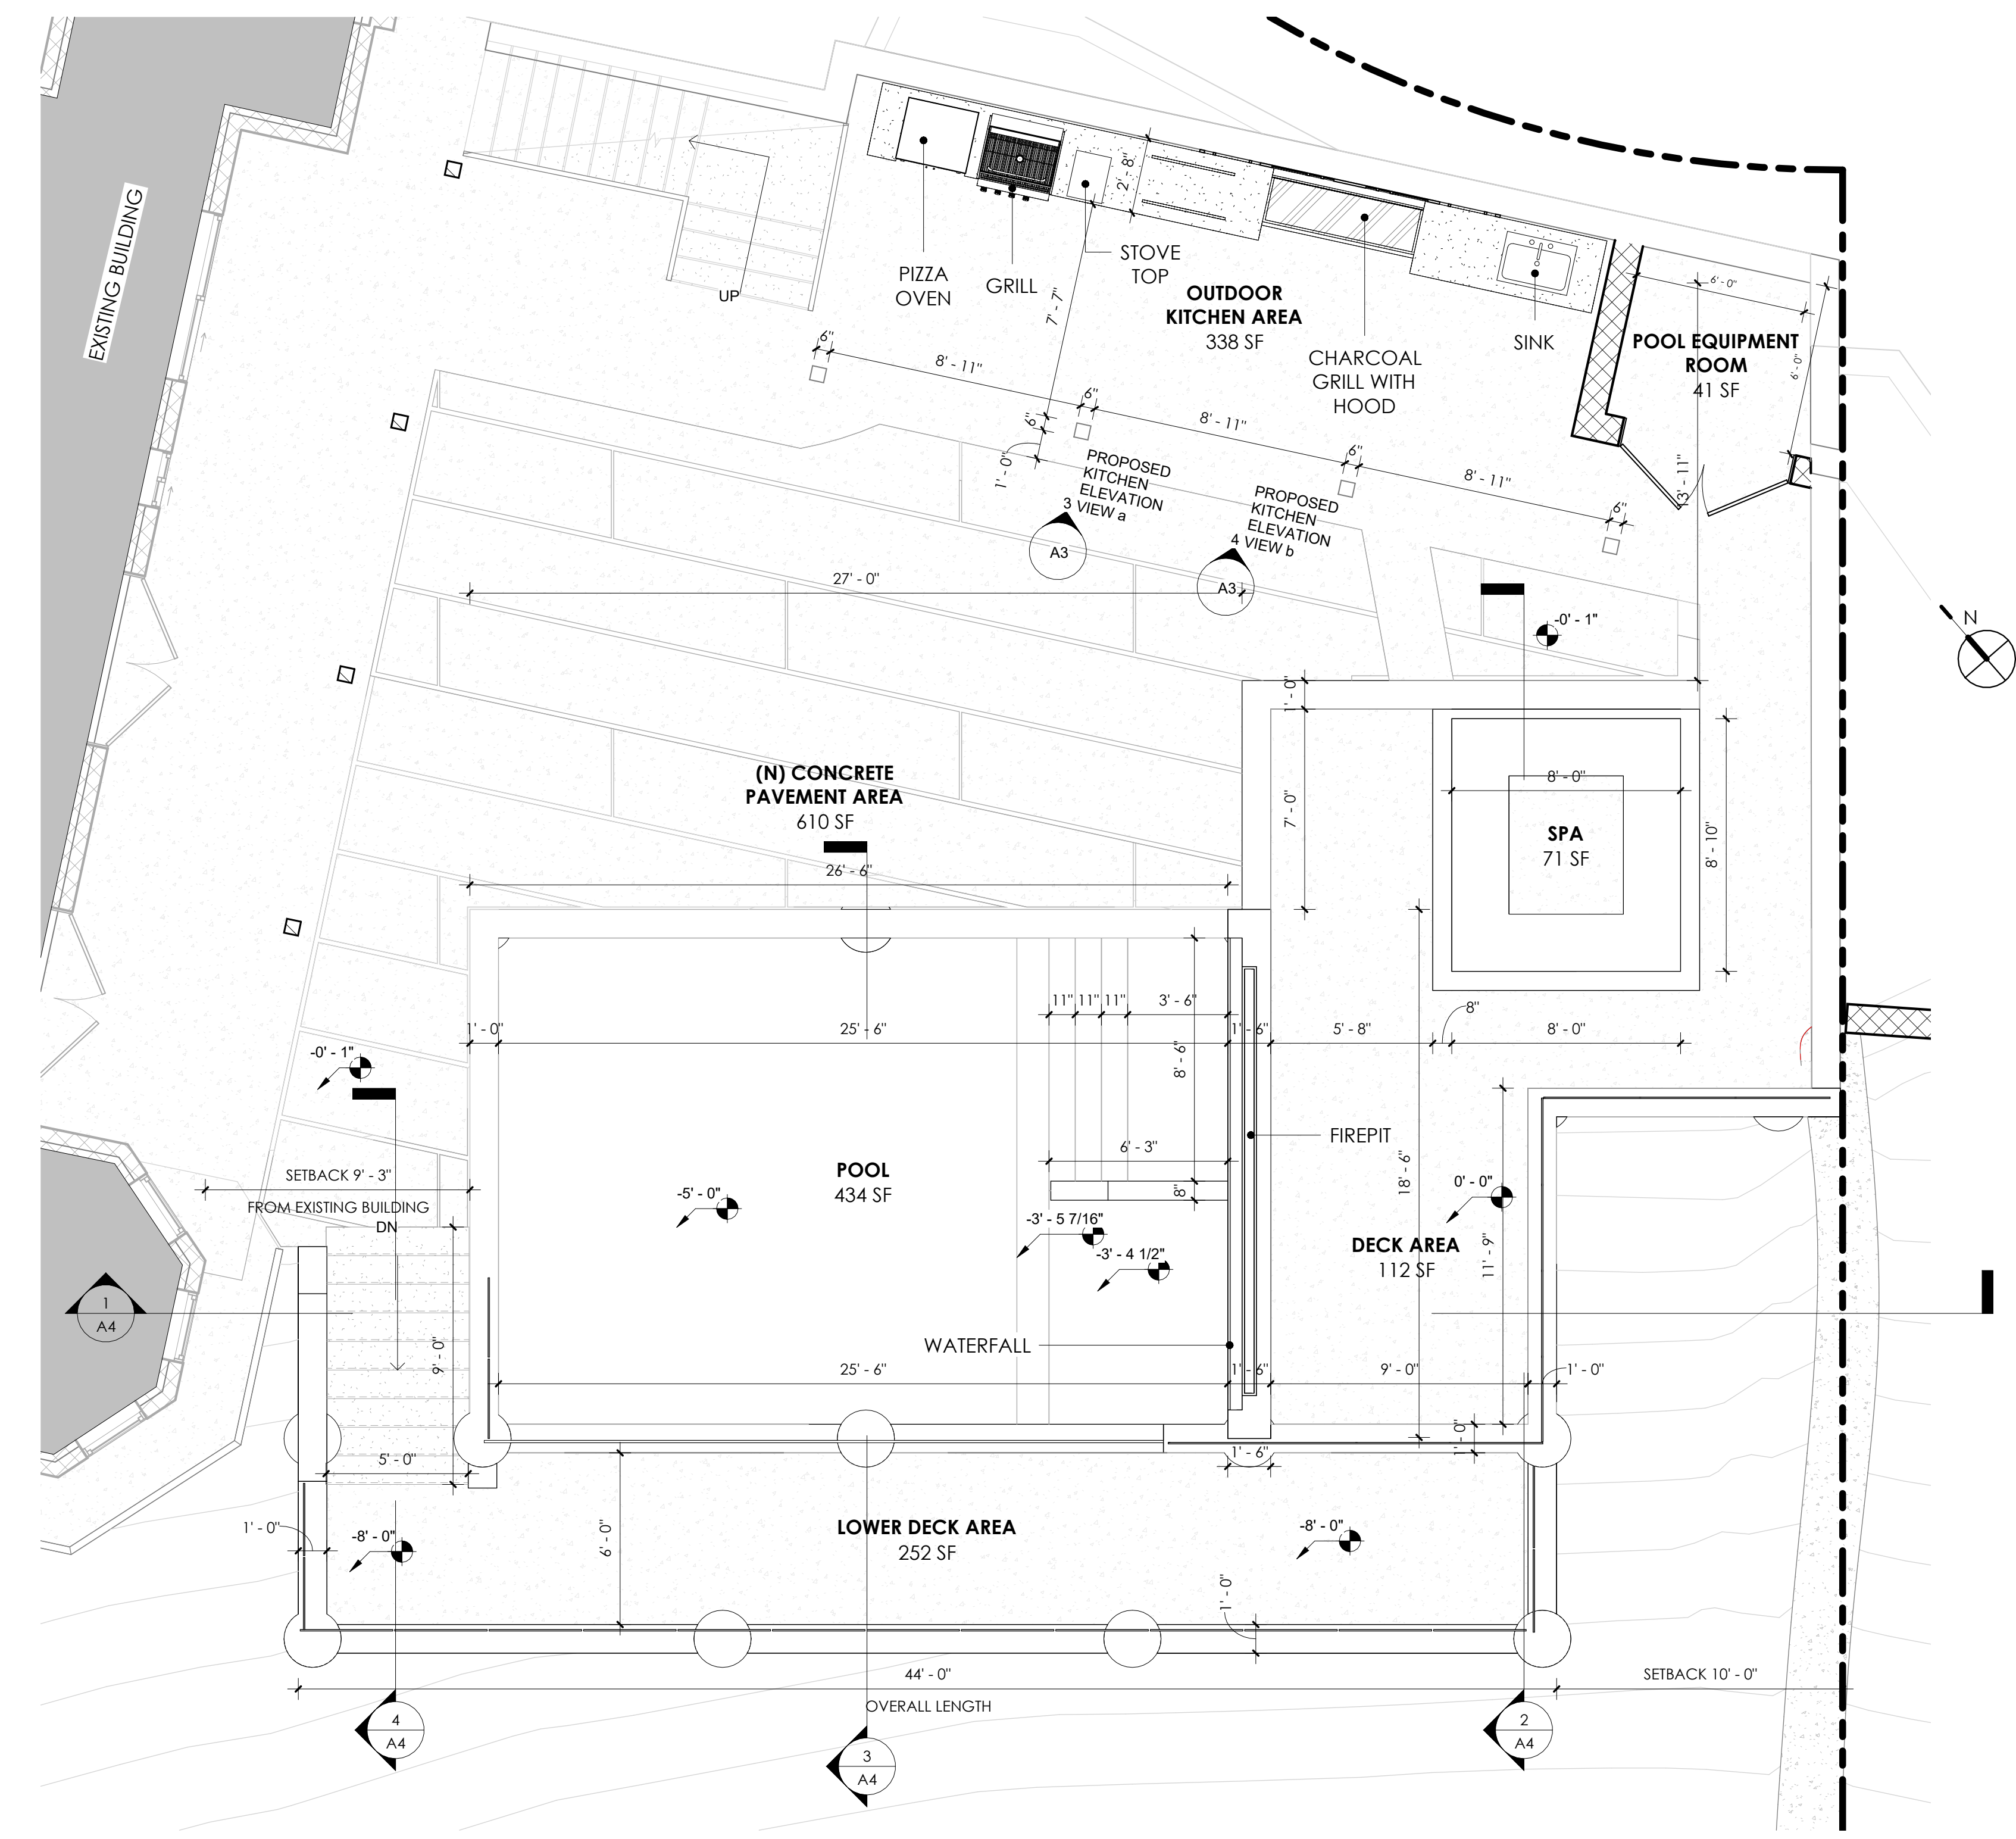 EXISTING BUILDING
UP
PIZZA
OVEN
GRILL
STOVE
TOP
2' - 8"
7' - 7"
OUTDOOR
KITCHEN AREA
338 SF
CHARCOAL
GRILL WITH
HOOD
SINK
6' - 0"
POOL EQUIPMENT
ROOM
41 SF
6' - 0"
13' - 11"
6"
8' - 11"
6"
8' - 11"
6"
8' - 11"
6"
6"
1' - 0"
PROPOSED
KITCHEN
ELEVATION
3 VIEW a
A3
PROPOSED
KITCHEN
ELEVATION
4 VIEW b
A3
27' - 0"
-0' - 1"
N
1' - 0"
7' - 0"
(N) CONCRETE
PAVEMENT AREA
610 SF
26' - 6"
8' - 0"
SPA
71 SF
8' - 10"
11" 11" 11"
3' - 6"
1' - 0"
25' - 6"
1' - 6"
5' - 8"
8"
8' - 0"
8' - 6"
-0' - 1"
FIREPIT
6' - 3"
8"
POOL
434 SF
-5' - 0"
-3' - 5 7/16"
-3' - 4 1/2"
18' - 6"
0' - 0"
DECK AREA
112 SF
11' - 9"
SETBACK 9' - 3"
FROM EXISTING BUILDING
DN
1
A4
9' - 0"
WATERFALL
25' - 6"
1' - 6"
9' - 0"
1' - 0"
1' - 0"
1' - 6"
5' - 0"
1' - 0"
-8' - 0"
6' - 0"
LOWER DECK AREA
252 SF
-8' - 0"
1' - 0"
44' - 0"
OVERALL LENGTH
SETBACK 10' - 0"
4
A4
3
A4
2
A4